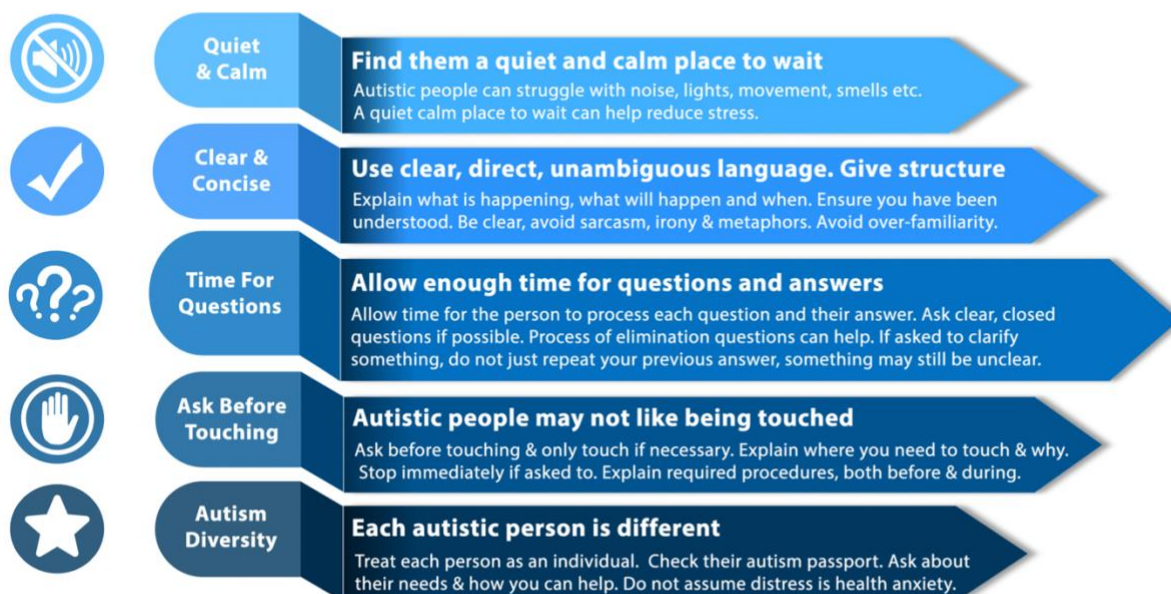 Quiet
& Calm
Find them a quiet and calm place to wait
Autistic people can struggle with noise, lights, movement, smells etc.
A quiet calm place to wait can help reduce stress.
Clear &
Concise
Use clear, direct, unambiguous language. Give structure
Explain what is happening, what will happen and when. Ensure you have been
understood. Be clear, avoid sarcasm, irony & metaphors. Avoid over-familiarity.
???
Time For
Questions
Allow enough time for questions and answers
Allow time for the person to process each question and their answer. Ask clear, closed
questions if possible. Process of elimination questions can help. If asked to clarify
something, do not just repeat your previous answer, something may still be unclear.
Ask Before
Touching
Autistic people may not like being touched
Ask before touching & only touch if necessary. Explain where you need to touch & why.
Stop immediately if asked to. Explain required procedures, both before & during.
Autism
Diversity
Each autistic person is different
Treat each person as an individual. Check their autism passport. Ask about
their needs & how you can help. Do not assume distress is health anxiety.